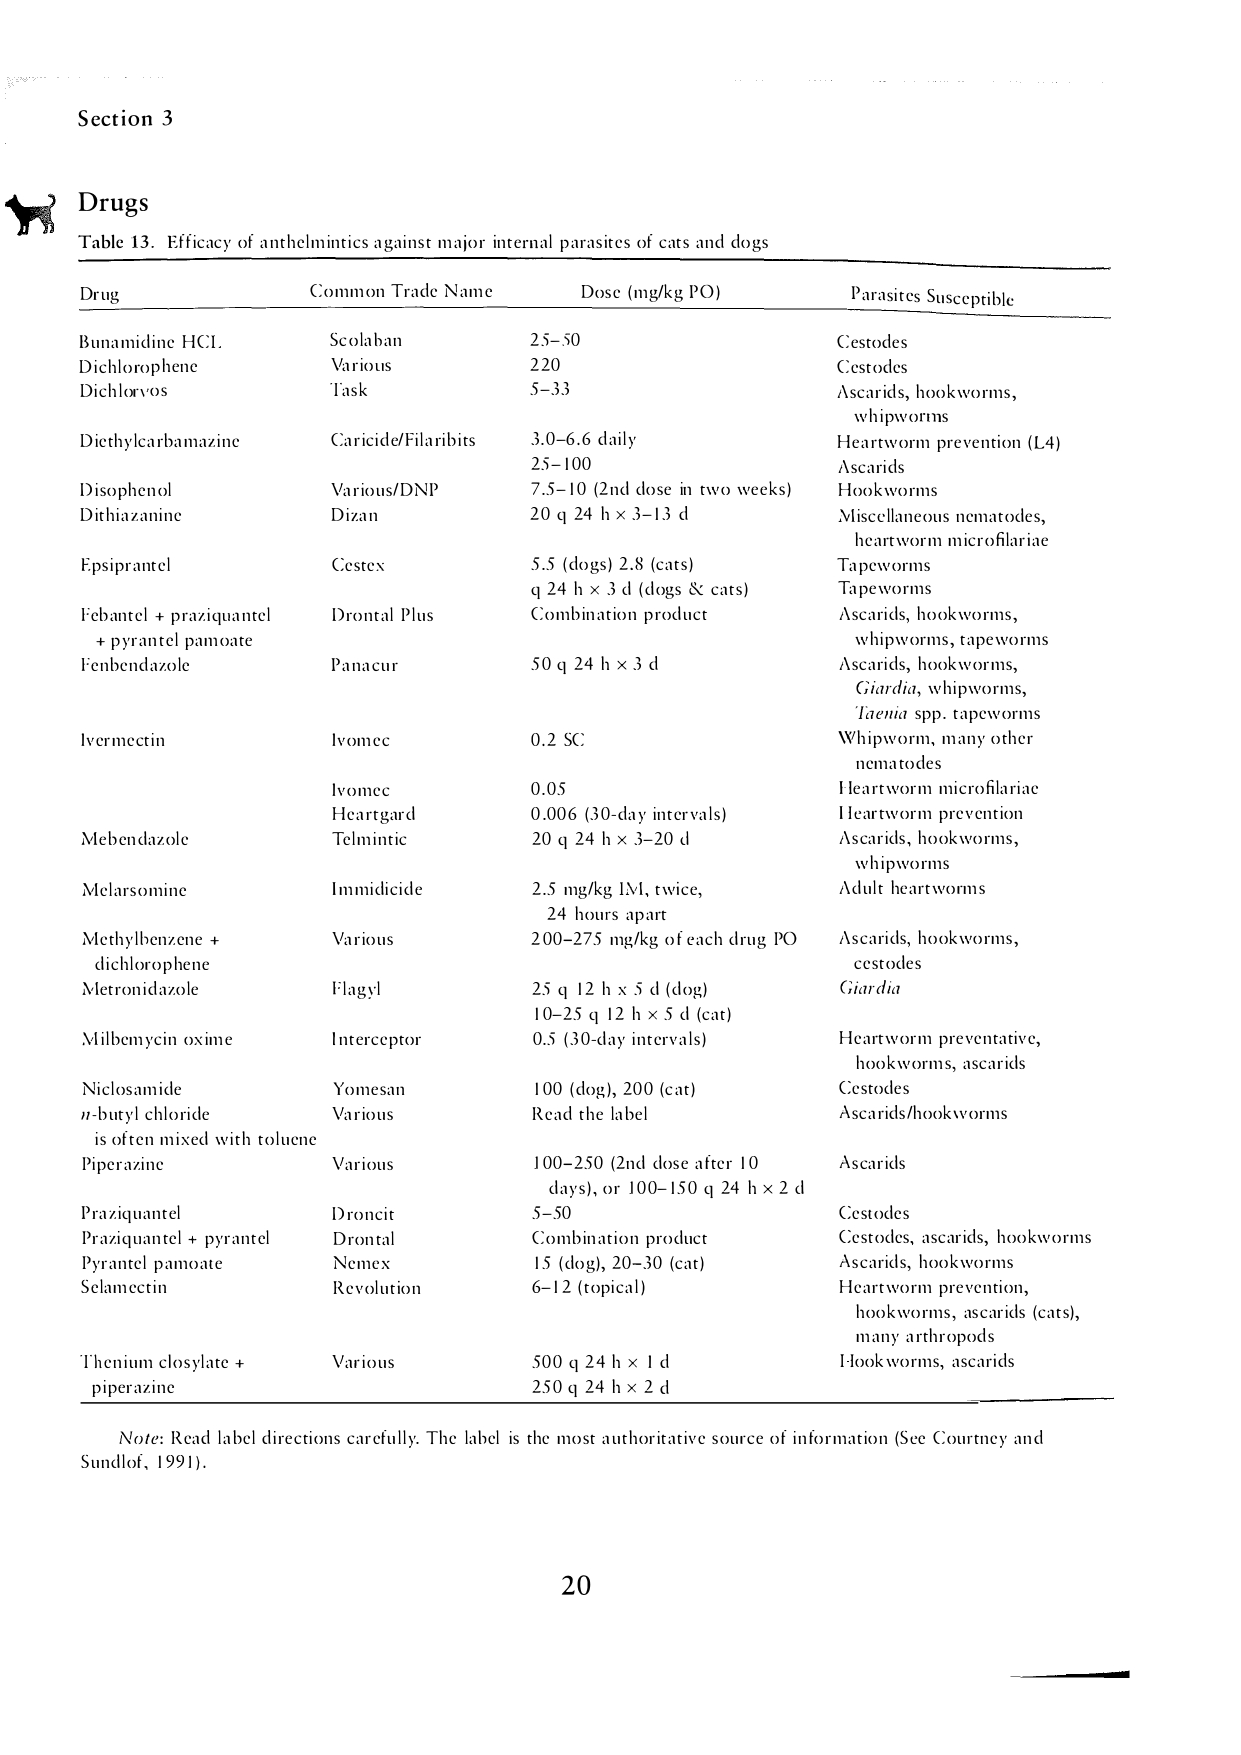 Section 3
Drugs
Table 13. Efficacy of anthelmintics against major internal parasites of cats and dogs
Drug Common Trade Name Dose (mg/kg PO) Parasites Susceptible
Bunamidine HCL Scolaban 25–50 Cestodes
Dichlorophene Various 220 Cestodes
Dichlorvos Task 5–33 Ascarids, hookworms,
whipworms
Diethylcarbamazine Caricide/Filaribits 3.0–6.6 daily Heartworm prevention (L4)
25–100 Ascarids
Disophenol Various/DNP 7.5–10 (2nd dose in two weeks) Hookworms
Dithiazanine Dizan 20 q 24 h × 3–13 d Miscellaneous nematodes,
heartworm microfilariae
Epsiprantel Cestex 5.5 (dogs) 2.8 (cats) Tapeworms
q 24 h × 3 d (dogs & cats) Tapeworms
Febantel + praziquantel Drontal Plus Combination product Ascarids, hookworms,
+ pyrantel pamoate whipworms, tapeworms
Fenbendazole Panacur 50 q 24 h × 3 d Ascarids, hookworms,
Giardia, whipworms,
Taenia spp. tapeworms
Ivermectin Ivomec 0.2 SC Whipworm, many other
nematodes
Ivomec 0.05 Heartworm microfilariae
Heartgard 0.006 (30-day intervals) Heartworm prevention
Mebendazole Telmintic 20 q 24 h × 3–20 d Ascarids, hookworms,
whipworms
Melarsomine Immidicide 2.5 mg/kg IM, twice, Adult heartworms
24 hours apart
Methylbenzene + Various 200–275 mg/kg of each drug PO Ascarids, hookworms,
dichlorophene cestodes
Metronidazole Flagyl 25 q 12 h x 5 d (dog) Giardia
10–25 q 12 h × 5 d (cat)
Milbemycin oxime Interceptor 0.5 (30-day intervals) Heartworm preventative,
hookworms, ascarids
Niclosamide Yomesan 100 (dog), 200 (cat) Cestodes
n-butyl chloride Various Read the label Ascarids/hookworms
is often mixed with toluene
Piperazine Various 100–250 (2nd dose after 10 Ascarids
days), or 100–150 q 24 h × 2 d
Praziquantel Droncit 5–50 Cestodes
Praziquantel + pyrantel Drontal Combination product Cestodes, ascarids, hookworms
Pyrantel pamoate Nemex 15 (dog), 20–30 (cat) Ascarids, hookworms
Selamectin Revolution 6–12 (topical) Heartworm prevention,
hookworms, ascarids (cats),
many arthropods
Thenium closylate + Various 500 q 24 h × 1 d Hookworms, ascarids
piperazine 250 q 24 h × 2 d
Note: Read label directions carefully. The label is the most authoritative source of information (See Courtney and
Sundlof, 1991).
20